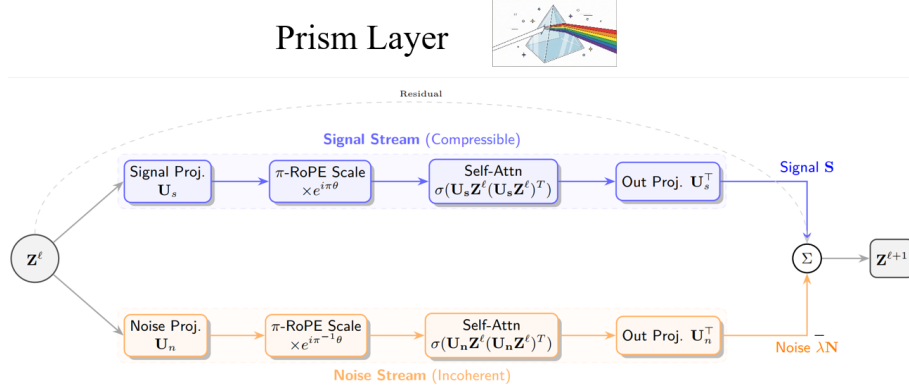 Prism Layer
Residual
Signal Stream (Compressible)
Signal Proj.
U_s
π-RoPE Scale
×e^{iπθ}
Self-Attn
σ(U_s Z^ℓ (U_s Z^ℓ)^T)
Out Proj. U_s^⊤
Signal S
Z^ℓ
Σ
Z^{ℓ+1}
Noise Proj.
U_n
π-RoPE Scale
×e^{iπ^{-1}θ}
Self-Attn
σ(U_n Z^ℓ (U_n Z^ℓ)^T)
Out Proj. U_n^⊤
−
Noise λN
Noise Stream (Incoherent)